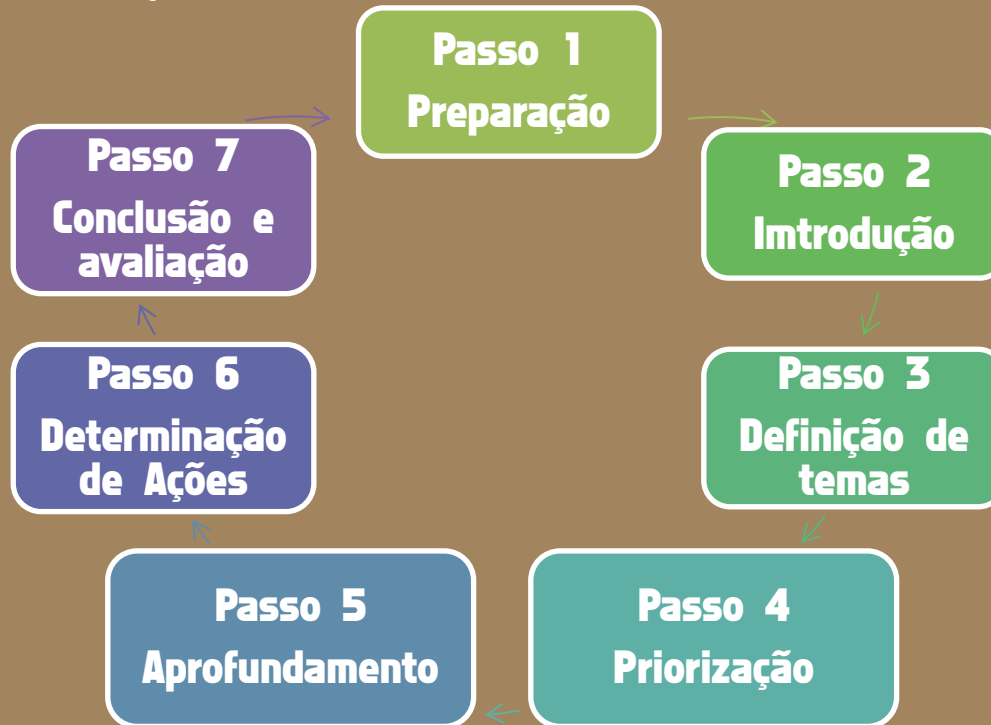 Passo 1
Preparação
Passo 2
Imtrodução
Passo 3
Definição de
temas
Passo 4
Priorização
Passo 5
Aprofundamento
Passo 6
Determinação
de Ações
Passo 7
Conclusão e
avaliação